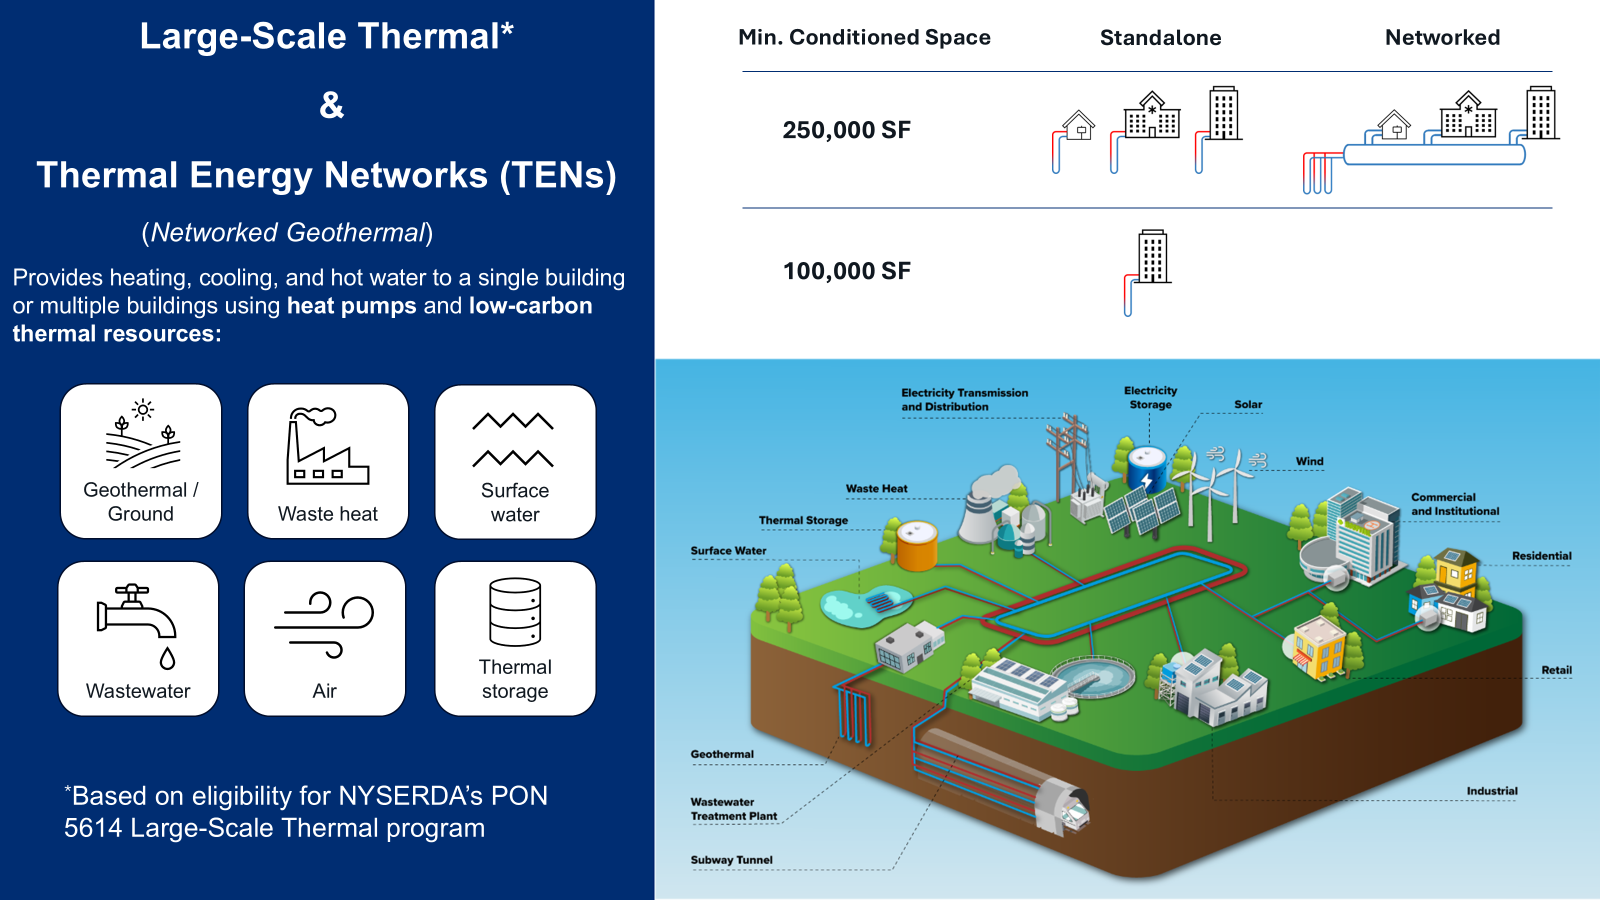 Large-Scale Thermal*
&
Thermal Energy Networks (TENs)
(Networked Geothermal)
Provides heating, cooling, and hot water to a single building
or multiple buildings using heat pumps and low-carbon
thermal resources:
Geothermal /
Ground
Waste heat
Surface
water
Wastewater
Air
Thermal
storage
*Based on eligibility for NYSERDA's PON
5614 Large-Scale Thermal program
Min. Conditioned Space
Standalone
Networked
250,000 SF
100,000 SF
Electricity Transmission
and Distribution
Electricity
Storage
Solar
Wind
Waste Heat
Commercial
and Institutional
Thermal Storage
Surface Water
Residential
Retail
Geothermal
Industrial
Wastewater
Treatment Plant
Subway Tunnel